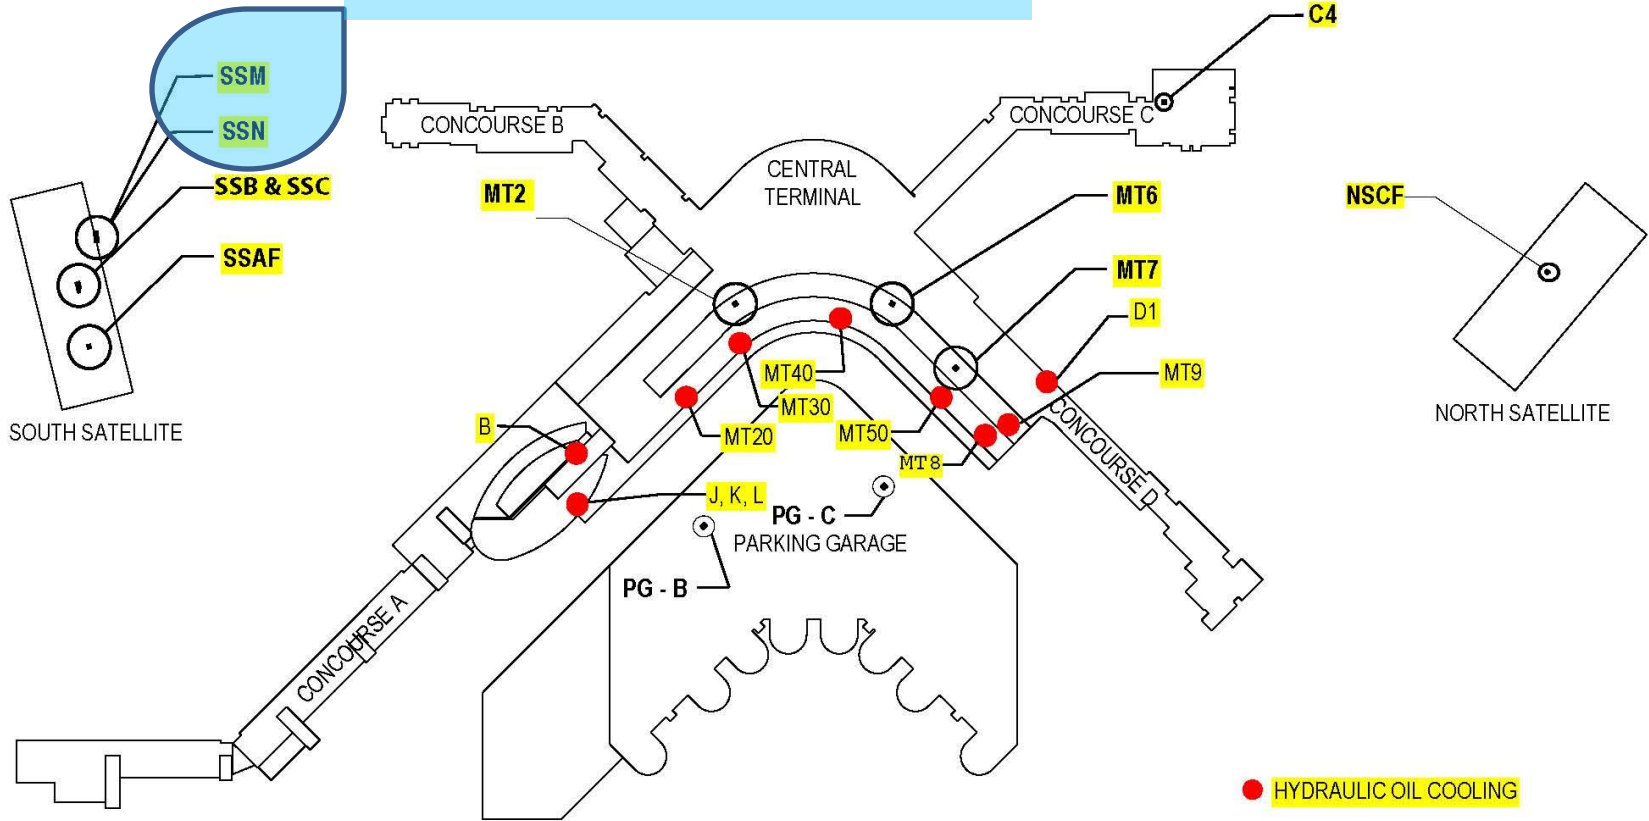 C4
SSM
CONCOURSE B
CONCOURSE C
SSN
CENTRAL
TERMINAL
SSB & SSC
MT2
MT6
NSCF
SSAF
MT7
D1
MT40
MT9
MT30
SOUTH SATELLITE
NORTH SATELLITE
B
MT20
MT50
MT8
CONCOURSE D
J, K, L
PG - C
PARKING GARAGE
PG - B
CONCOURSE A
HYDRAULIC OIL COOLING